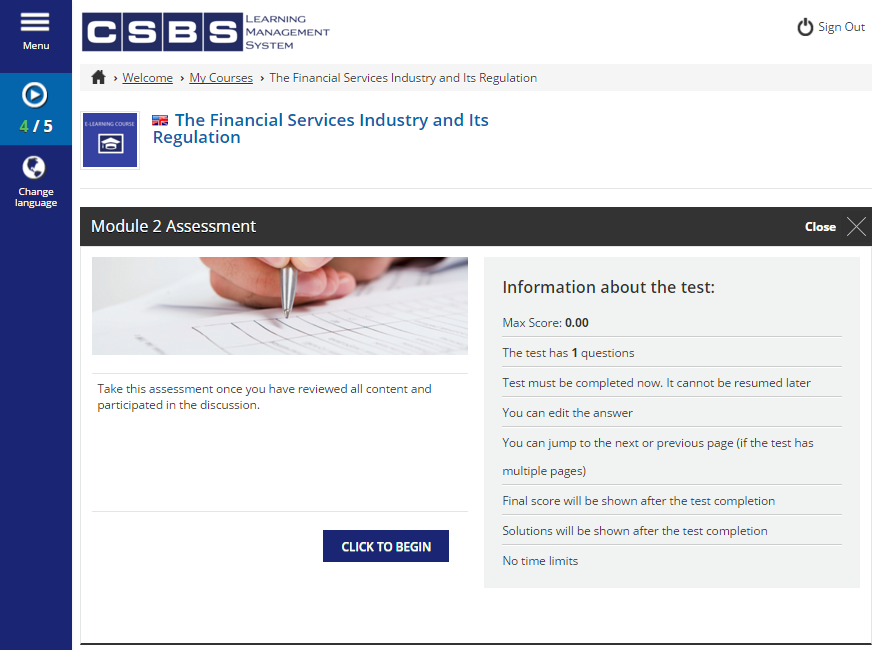 Menu
4 / 5
Change
language
CSBS LEARNING
MANAGEMENT
SYSTEM
Sign Out
Welcome › My Courses › The Financial Services Industry and Its Regulation
E-LEARNING COURSE
The Financial Services Industry and Its
Regulation
Module 2 Assessment
Close
Take this assessment once you have reviewed all content and
participated in the discussion.
CLICK TO BEGIN
Information about the test:
Max Score: 0.00
The test has 1 questions
Test must be completed now. It cannot be resumed later
You can edit the answer
You can jump to the next or previous page (if the test has
multiple pages)
Final score will be shown after the test completion
Solutions will be shown after the test completion
No time limits